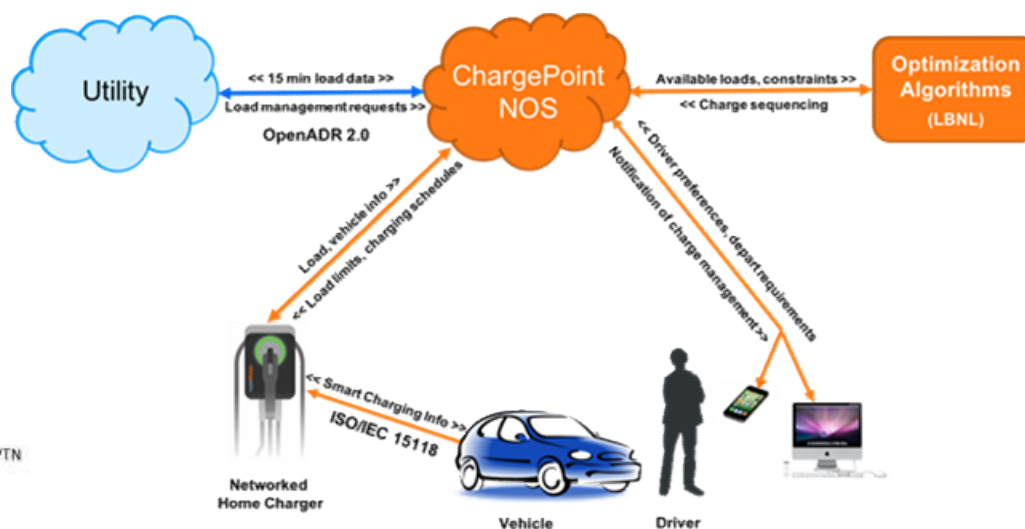 Utility
<< 15 min load data >>
Load management requests >>
OpenADR 2.0
ChargePoint
NOS
Available loads, constraints >>
<< Charge sequencing
Optimization
Algorithms
(LBNL)
Load, vehicle info >>
<< Load limits, charging schedules
<< Driver preferences, depart requirements
Notification of charge management >>
<< Smart Charging Info >>
ISO/IEC 15118
PTN
Networked
Home Charger
Vehicle
Driver